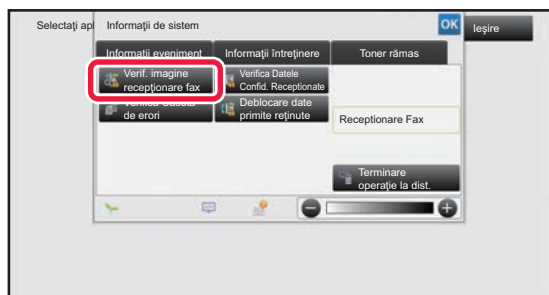 Selectaţi apl
Informaţii de sistem
OK
Ieşire
Informaţii eveniment
Informaţii întreţinere
Toner rămas
Verif. imagine
recepţionare fax
Verifica Datele
Confid. Receptionate
de erori
Deblocare date
primite reţinute
Receptionare Fax
Terminare
operaţie la dist.